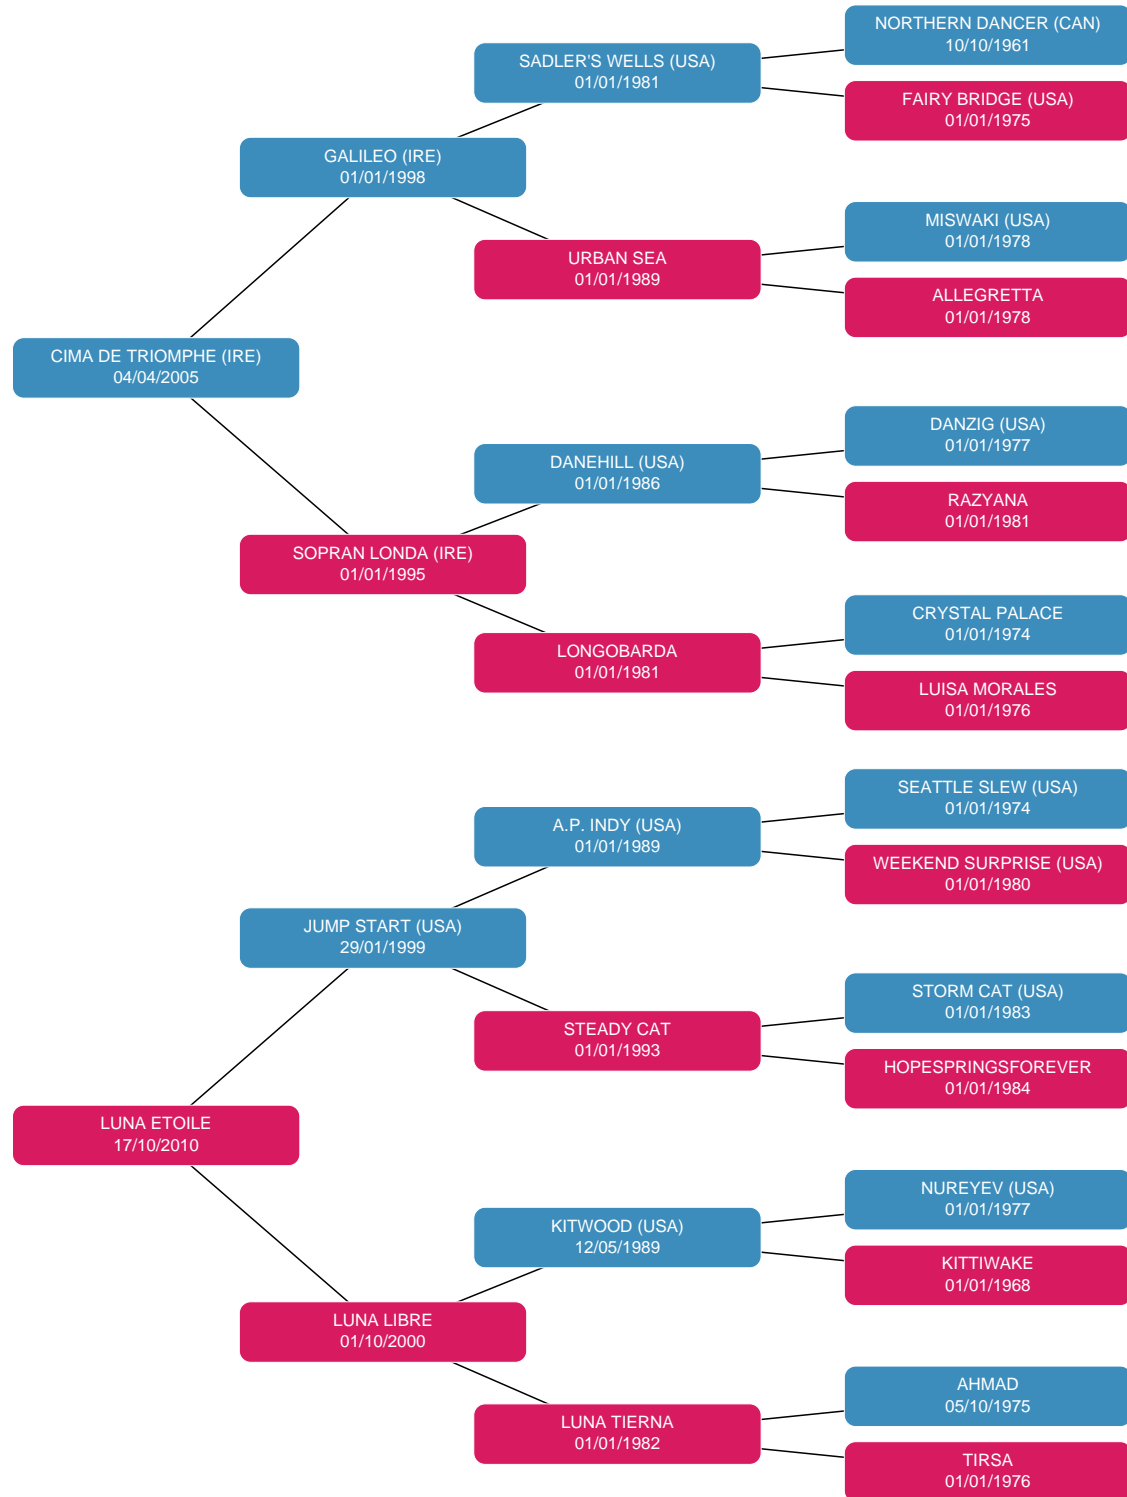 NORTHERN DANCER (CAN)
10/10/1961
SADLER'S WELLS (USA)
01/01/1981
FAIRY BRIDGE (USA)
01/01/1975
GALILEO (IRE)
01/01/1998
MISWAKI (USA)
01/01/1978
URBAN SEA
01/01/1989
ALLEGRETTA
01/01/1978
CIMA DE TRIOMPHE (IRE)
04/04/2005
DANZIG (USA)
01/01/1977
DANEHILL (USA)
01/01/1986
RAZYANA
01/01/1981
SOPRAN LONDA (IRE)
01/01/1995
CRYSTAL PALACE
01/01/1974
LONGOBARDA
01/01/1981
LUISA MORALES
01/01/1976
SEATTLE SLEW (USA)
01/01/1974
A.P. INDY (USA)
01/01/1989
WEEKEND SURPRISE (USA)
01/01/1980
JUMP START (USA)
29/01/1999
STORM CAT (USA)
01/01/1983
STEADY CAT
01/01/1993
HOPESPRINGSFOREVER
01/01/1984
LUNA ETOILE
17/10/2010
NUREYEV (USA)
01/01/1977
KITWOOD (USA)
12/05/1989
KITTIWAKE
01/01/1968
LUNA LIBRE
01/10/2000
AHMAD
05/10/1975
LUNA TIERNA
01/01/1982
TIRSA
01/01/1976